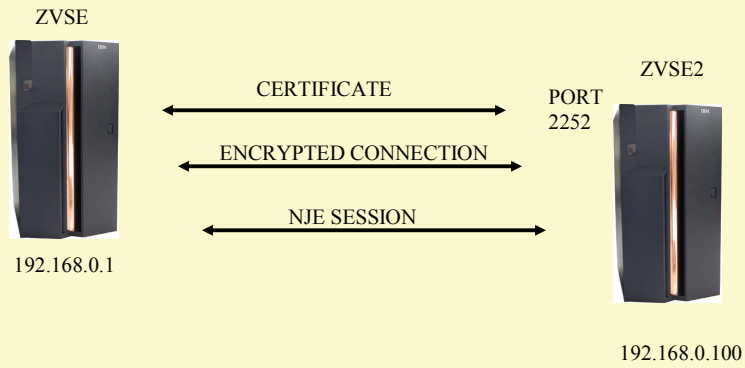 ZVSE
ZVSE2
CERTIFICATE
PORT
2252
ENCRYPTED CONNECTION
NJE SESSION
192.168.0.1
192.168.0.100